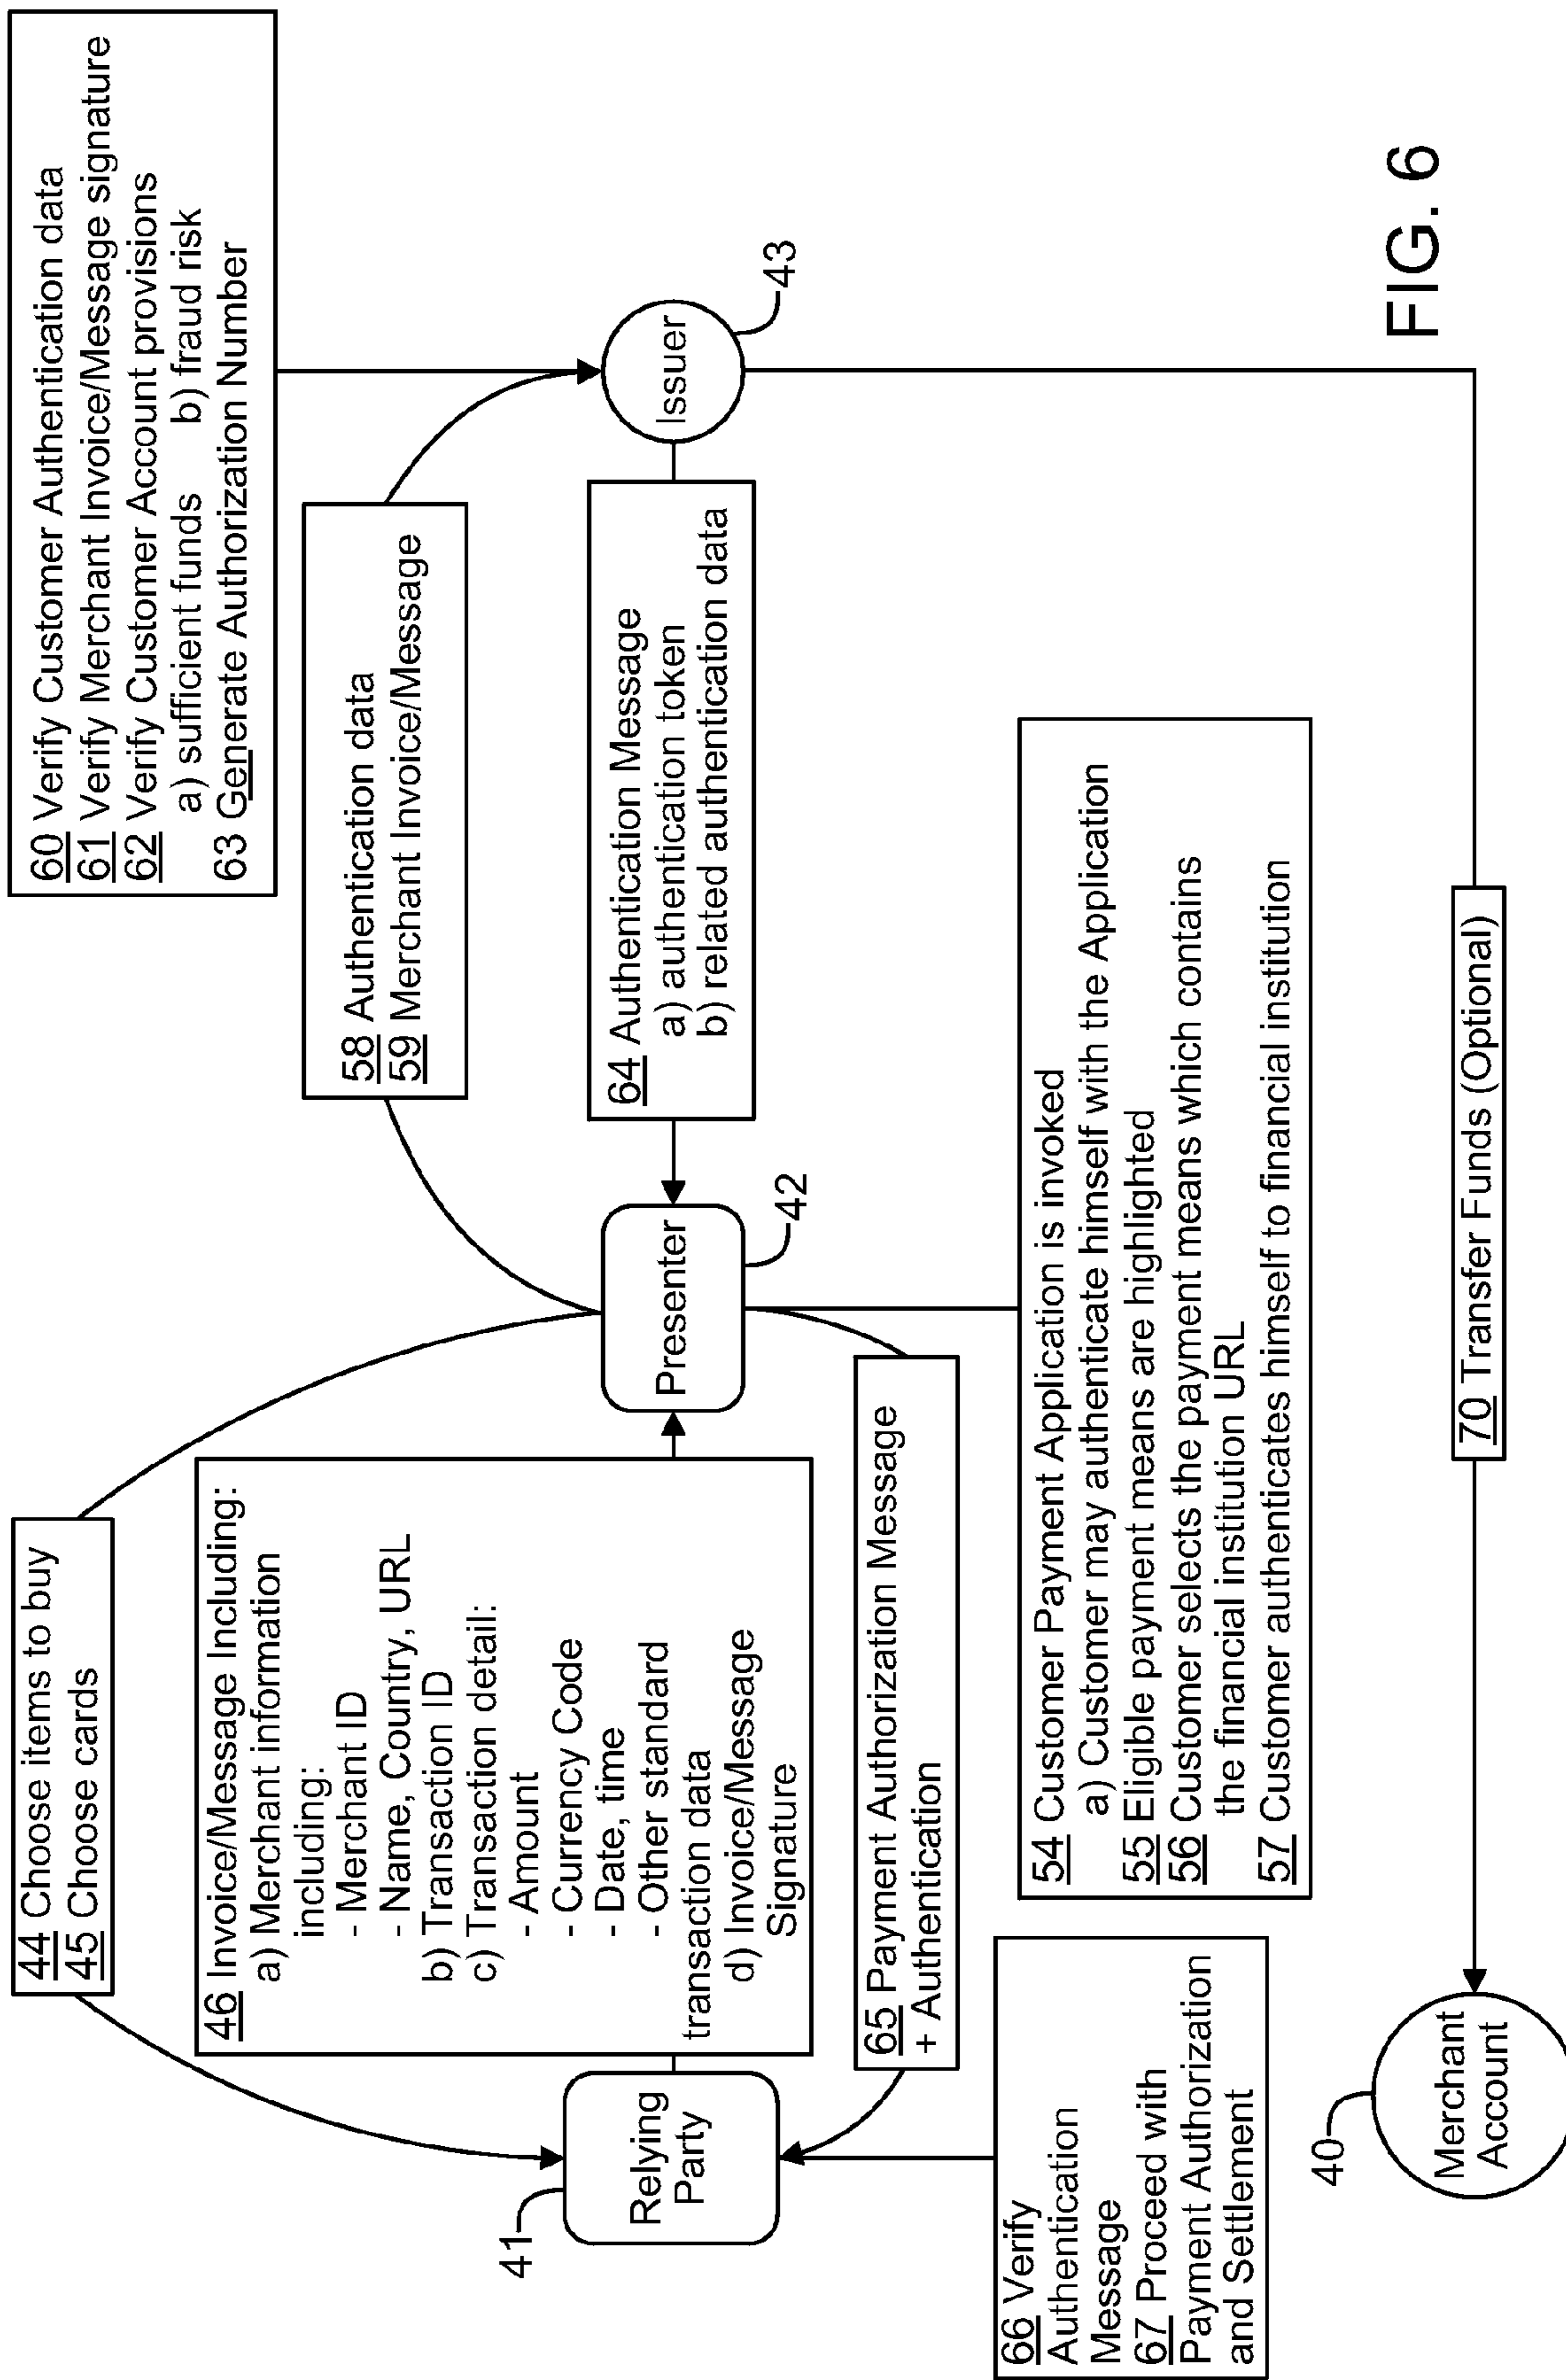 44 Choose items to buy
45 Choose cards
46 Invoice/Message Including:
a) Merchant information
including:
- Merchant ID
- Name, Country, URL
b) Transaction ID
c) Transaction detail:
- Amount
- Currency Code
- Date, time
- Other standard
transaction data
d) Invoice/Message
Signature
41
Relying
Party
65 Payment Authorization Message
+ Authentication
66 Verify
Authentication
Message
67 Proceed with
Payment Authorization
and Settlement
Presenter
42
58 Authentication data
59 Merchant Invoice/Message
64 Authentication Message
a) authentication token
b) related authentication data
60 Verify Customer Authentication data
61 Verify Merchant Invoice/Message signature
62 Verify Customer Account provisions
a) sufficient funds b) fraud risk
63 Generate Authorization Number
Issuer
43
54 Customer Payment Application is invoked
a) Customer may authenticate himself with the Application
55 Eligible payment means are highlighted
56 Customer selects the payment means which contains
the financial institution URL
57 Customer authenticates himself to financial institution
40
Merchant
Account
70 Transfer Funds (Optional)
FIG. 6